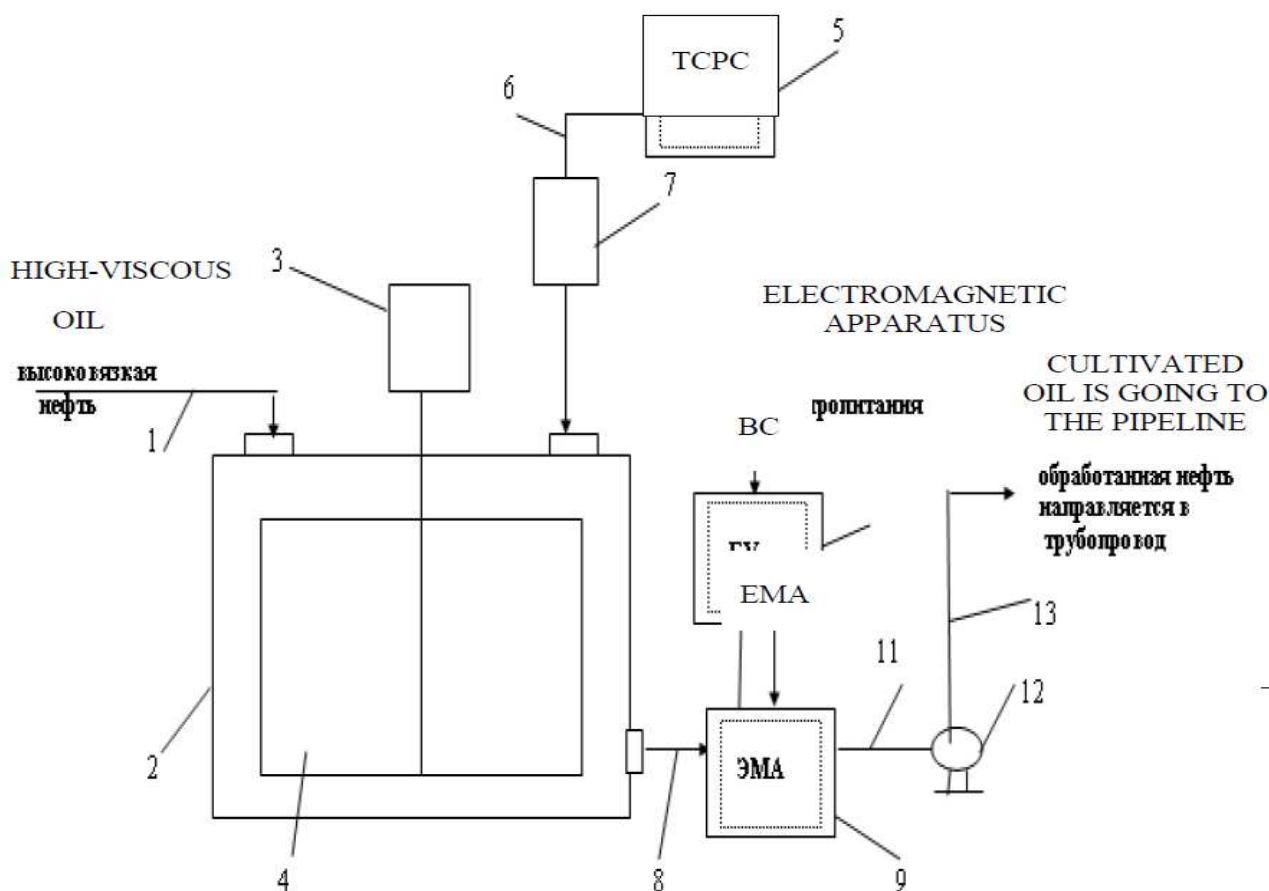 5
TCPC
6
7
HIGH-VISCOUS
OIL
3
ELECTROMAGNETIC
APPARATUS
высоковязкая
нефть
CULTIVATED
OIL IS GOING TO
THE PIPELINE
1
BC
обработанная нефть
направляется в
трубопровод
EMA
13
11
12
2
ЭМА
4
8
9